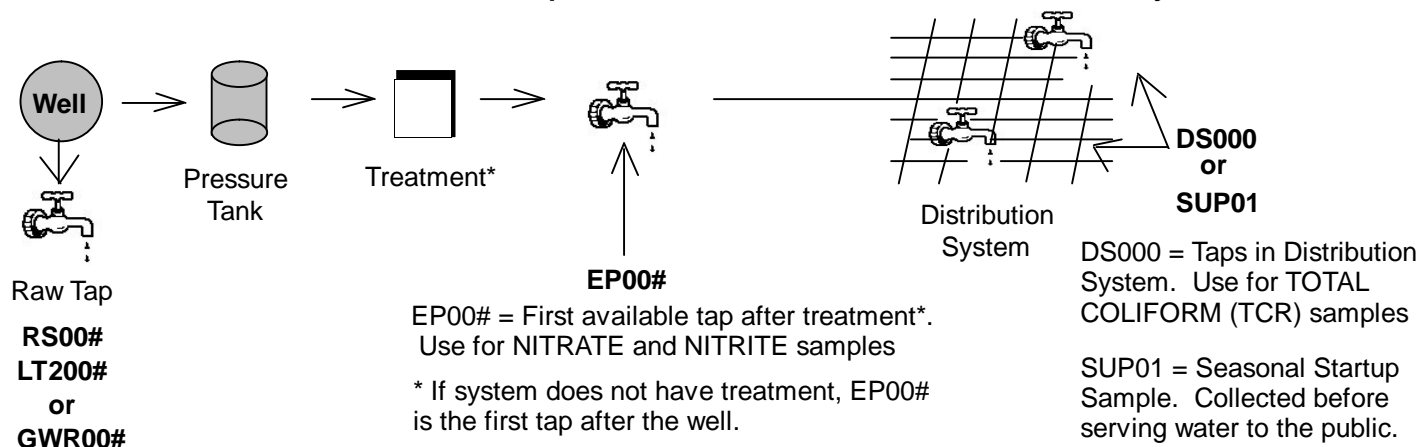 Well
Pressure
Tank
Treatment*
Raw Tap
RS00#
LT200#
or
GWR00#
EP00#
EP00# = First available tap after treatment*.
Use for NITRATE and NITRITE samples
* If system does not have treatment, EP00#
is the first tap after the well.
Distribution
System
DS000
or
SUP01
DS000 = Taps in Distribution
System. Use for TOTAL
COLIFORM (TCR) samples
SUP01 = Seasonal Startup
Sample. Collected before
serving water to the public.